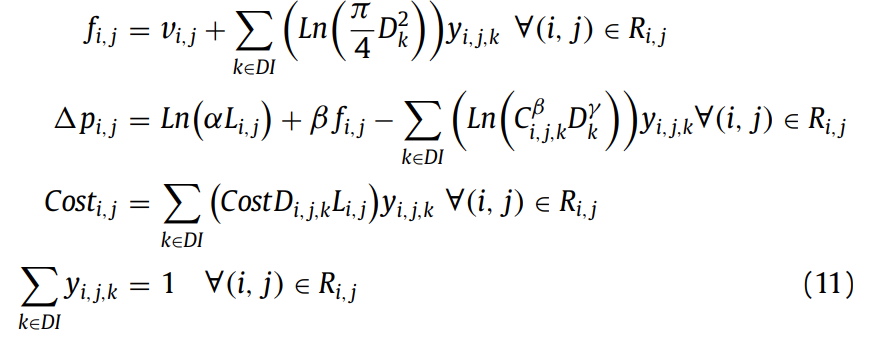 f_{i,j} = υ_{i,j} + ∑_{k∈DI} (Ln(π/4 D_k^2)) y_{i,j,k} ∀(i, j) ∈ R_{i,j}
Δp_{i,j} = Ln(αL_{i,j}) + βf_{i,j} − ∑_{k∈DI} (Ln(C_{i,j,k}^β D_k^γ)) y_{i,j,k} ∀(i, j) ∈ R_{i,j}
Cost_{i,j} = ∑_{k∈DI} (CostD_{i,j,k} L_{i,j}) y_{i,j,k} ∀(i, j) ∈ R_{i,j}
∑_{k∈DI} y_{i,j,k} = 1 ∀(i, j) ∈ R_{i,j} (11)